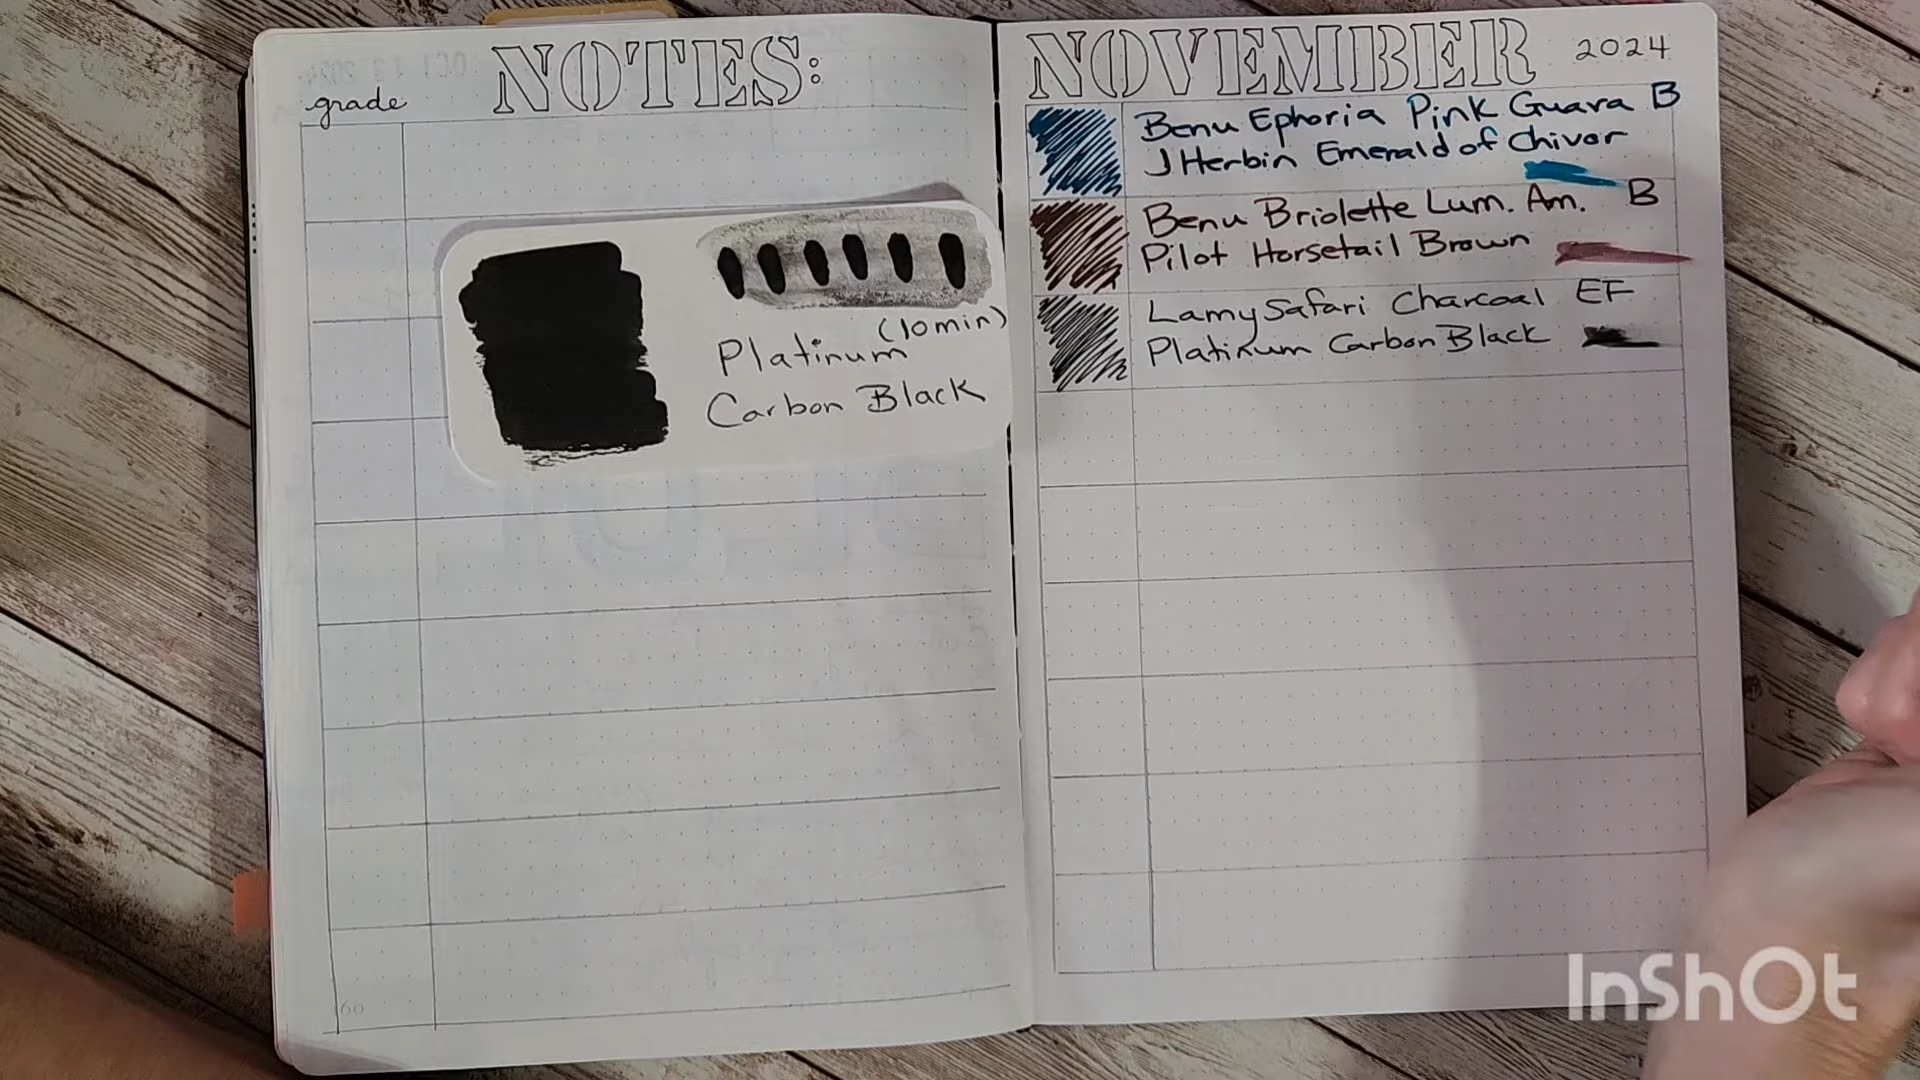 NOTES:
grade
(10min)
Platinum
Carbon Black
60
NOVEMBER 2024
Benu Ephoria Pink Guava B
J Herbin Emerald of Chivor
Benu Briolette Lum. Am. B
Pilot Horsetail Brown
Lamy Safari Charcoal EF
Platinum Carbon Black
InShOt